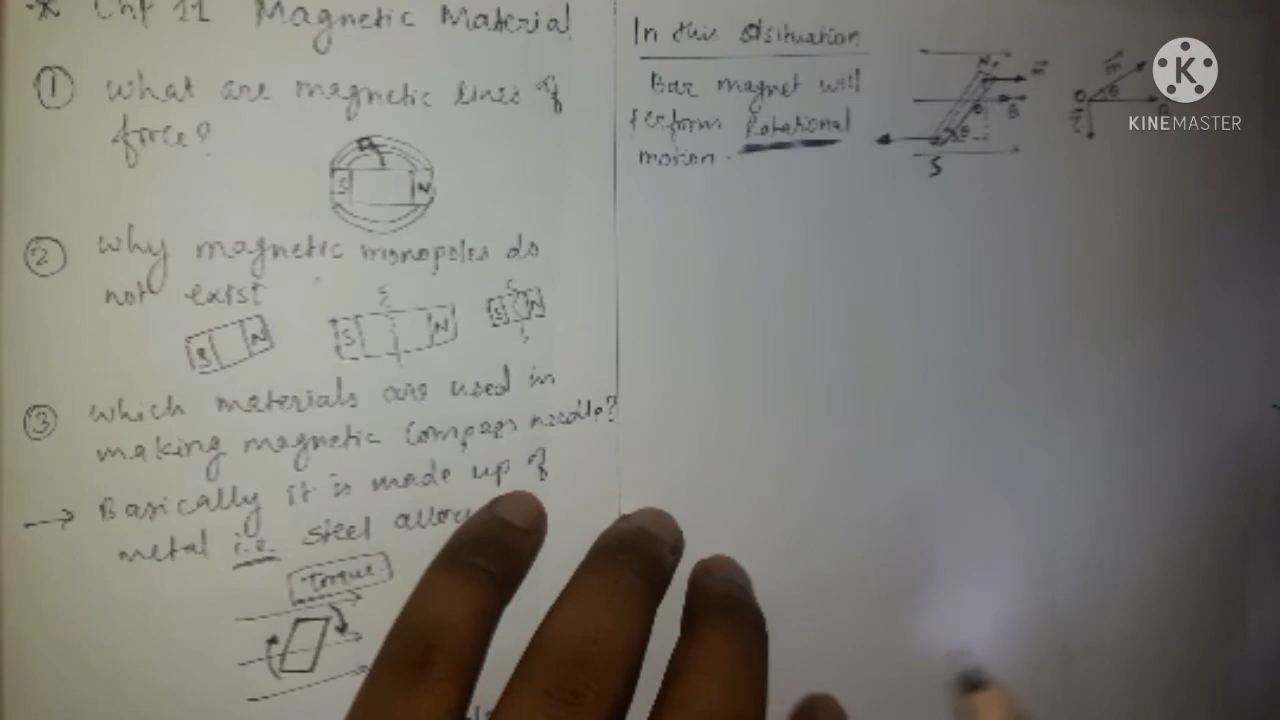 * Chp 11 Magnetic Material
① what are magnetic lines of
force?
S N
② why magnetic monopoles do
not exist
S N S N S N
③ which materials are used in
making magnetic compass needle?
→ Basically it is made up of
metal i.e. steel alloy
Torque
In this situation
Bar magnet will
perform Rotational
motion.
S
K
KINEMASTER